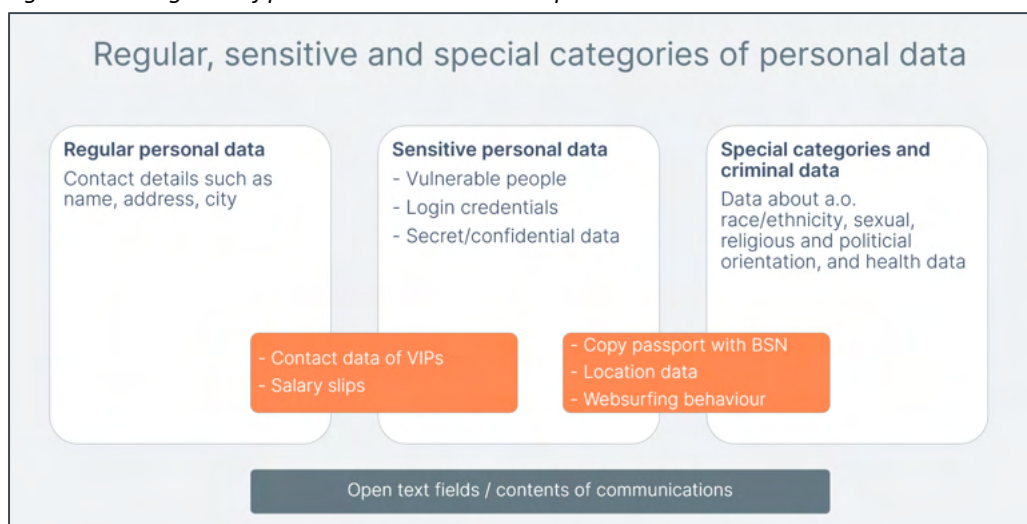 Regular, sensitive and special categories of personal data
Regular personal data
Contact details such as
name, address, city
Sensitive personal data
- Vulnerable people
- Login credentials
- Secret/confidential data
Special categories and
criminal data
Data about a.o.
race/ethnicity, sexual,
religious and politicial
orientation, and health data
- Contact data of VIPs
- Salary slips
- Copy passport with BSN
- Location data
- Websurfing behaviour
Open text fields / contents of communications